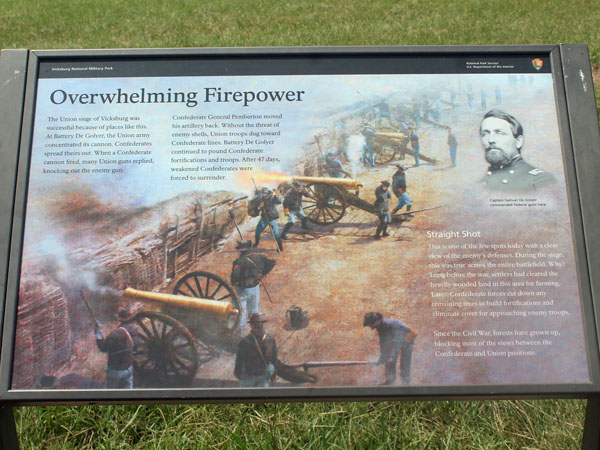 Vicksburg National Military Park
National Park Service
U.S. Department of the Interior
Overwhelming Firepower
The Union siege of Vicksburg was
successful because of places like this.
At Battery De Golyer, the Union army
concentrated its cannon. Confederates
spread theirs out. When a Confederate
cannon fired, many Union guns replied,
knocking out the enemy gun.
Confederate General Pemberton moved
his artillery back. Without the threat of
enemy shells, Union troops dug toward
Confederate lines. Battery De Golyer
continued to pound Confederate
fortifications and troops. After 47 days,
weakened Confederates were
forced to surrender.
Captain Samuel De Golyer
commanded Federal guns here.
Straight Shot
This is one of the few spots today with a clear
view of the enemy's defenses. During the siege,
this was true across the entire battlefield. Why?
Long before the war, settlers had cleared the
heavily wooded land in this area for farming.
Later, Confederate forces cut down any
remaining trees to build fortifications and
eliminate cover for approaching enemy troops.
Since the Civil War, forests have grown up,
blocking most of the views between the
Confederate and Union positions.